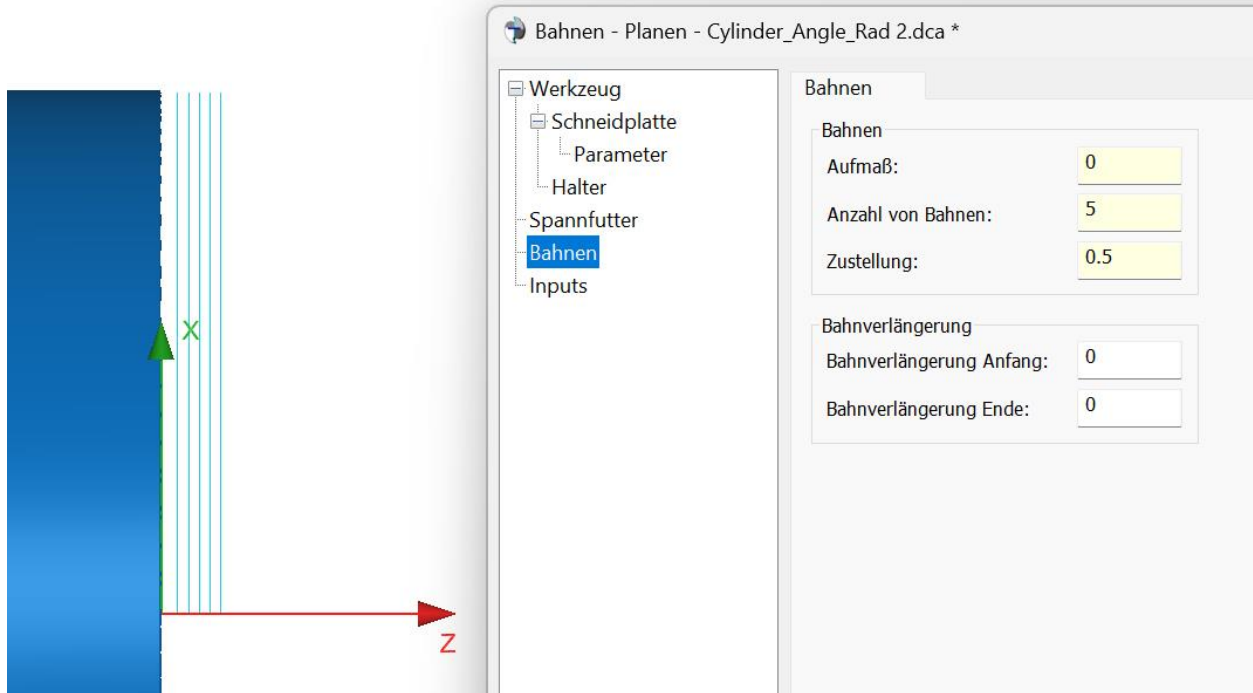 Bahnen - Planen - Cylinder_Angle_Rad 2.dca *
Werkzeug
Schneidplatte
Parameter
Halter
Spannfutter
Bahnen
Inputs
Bahnen
Bahnen
Aufmaß: 0
Anzahl von Bahnen: 5
Zustellung: 0.5
Bahnverlängerung
Bahnverlängerung Anfang: 0
Bahnverlängerung Ende: 0
X
Z